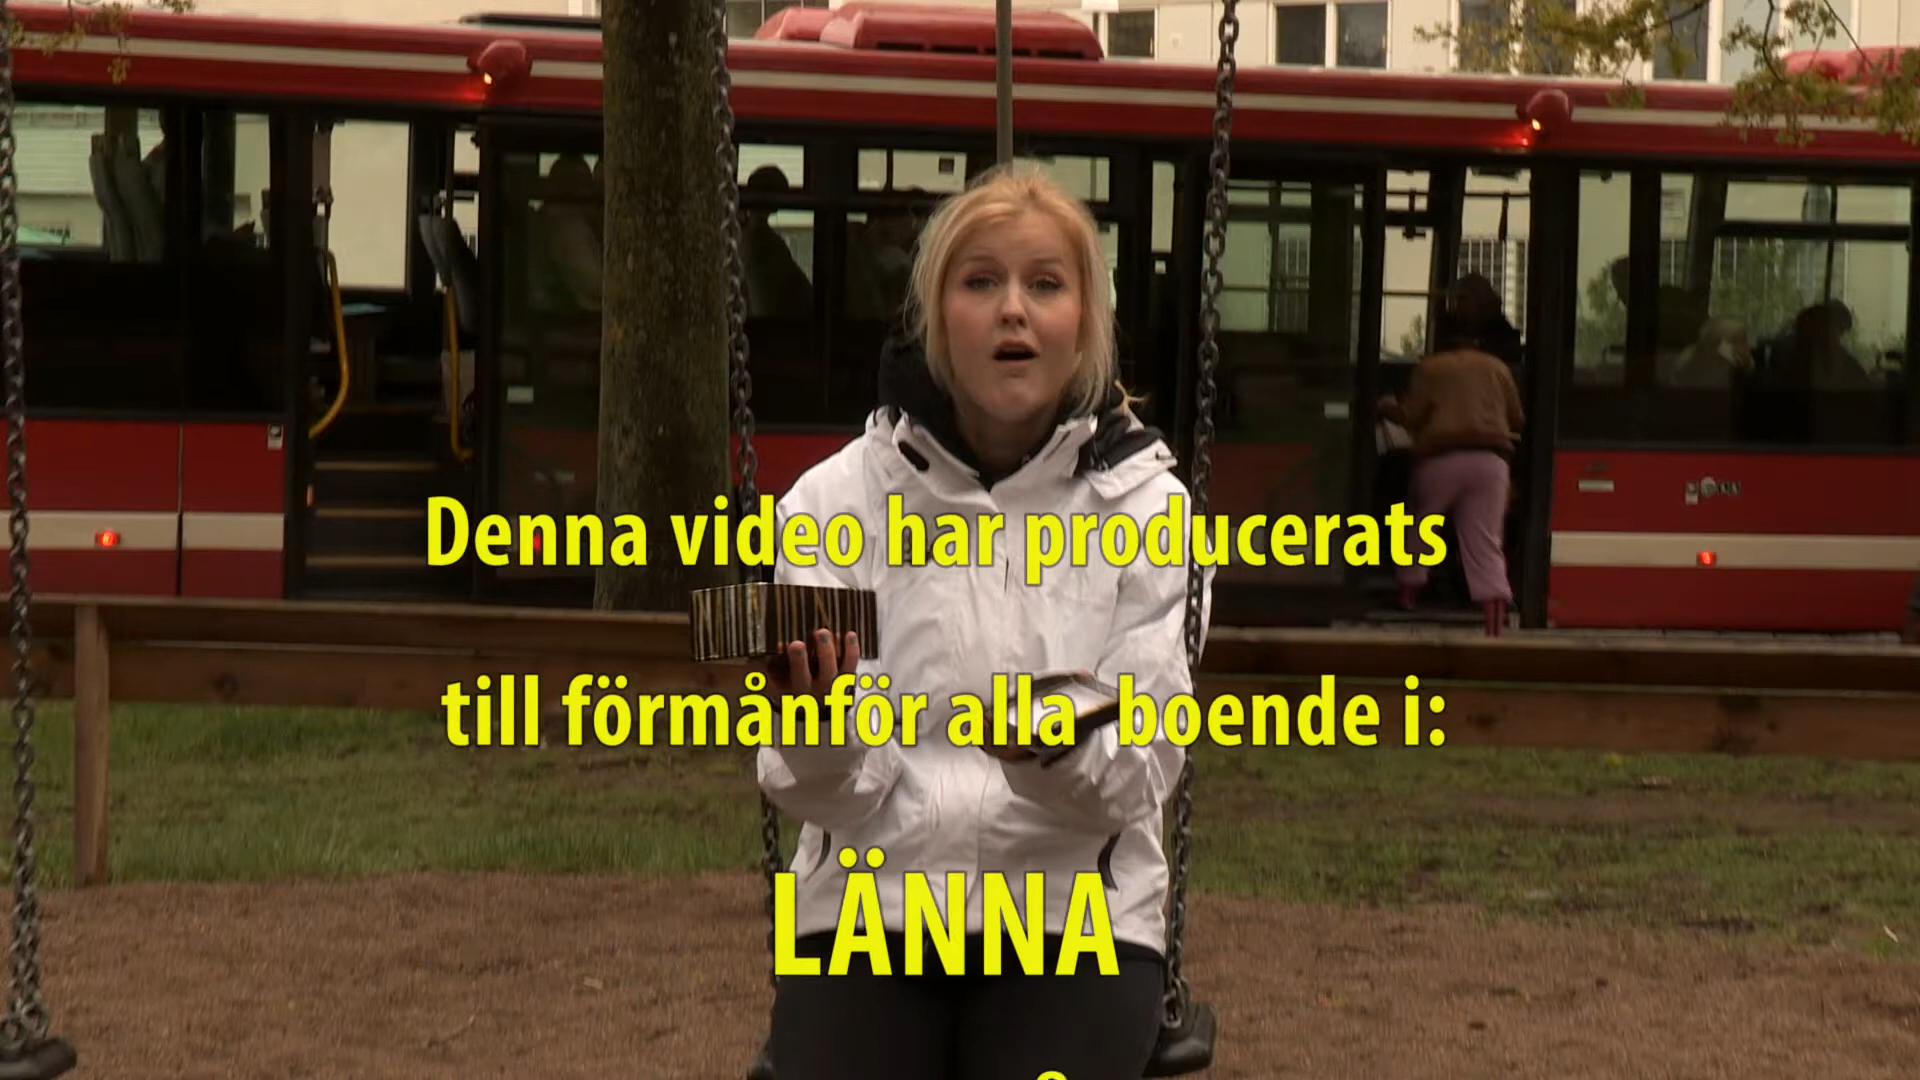 Denna video har producerats
till förmånför alla boende i:
LÄNNA